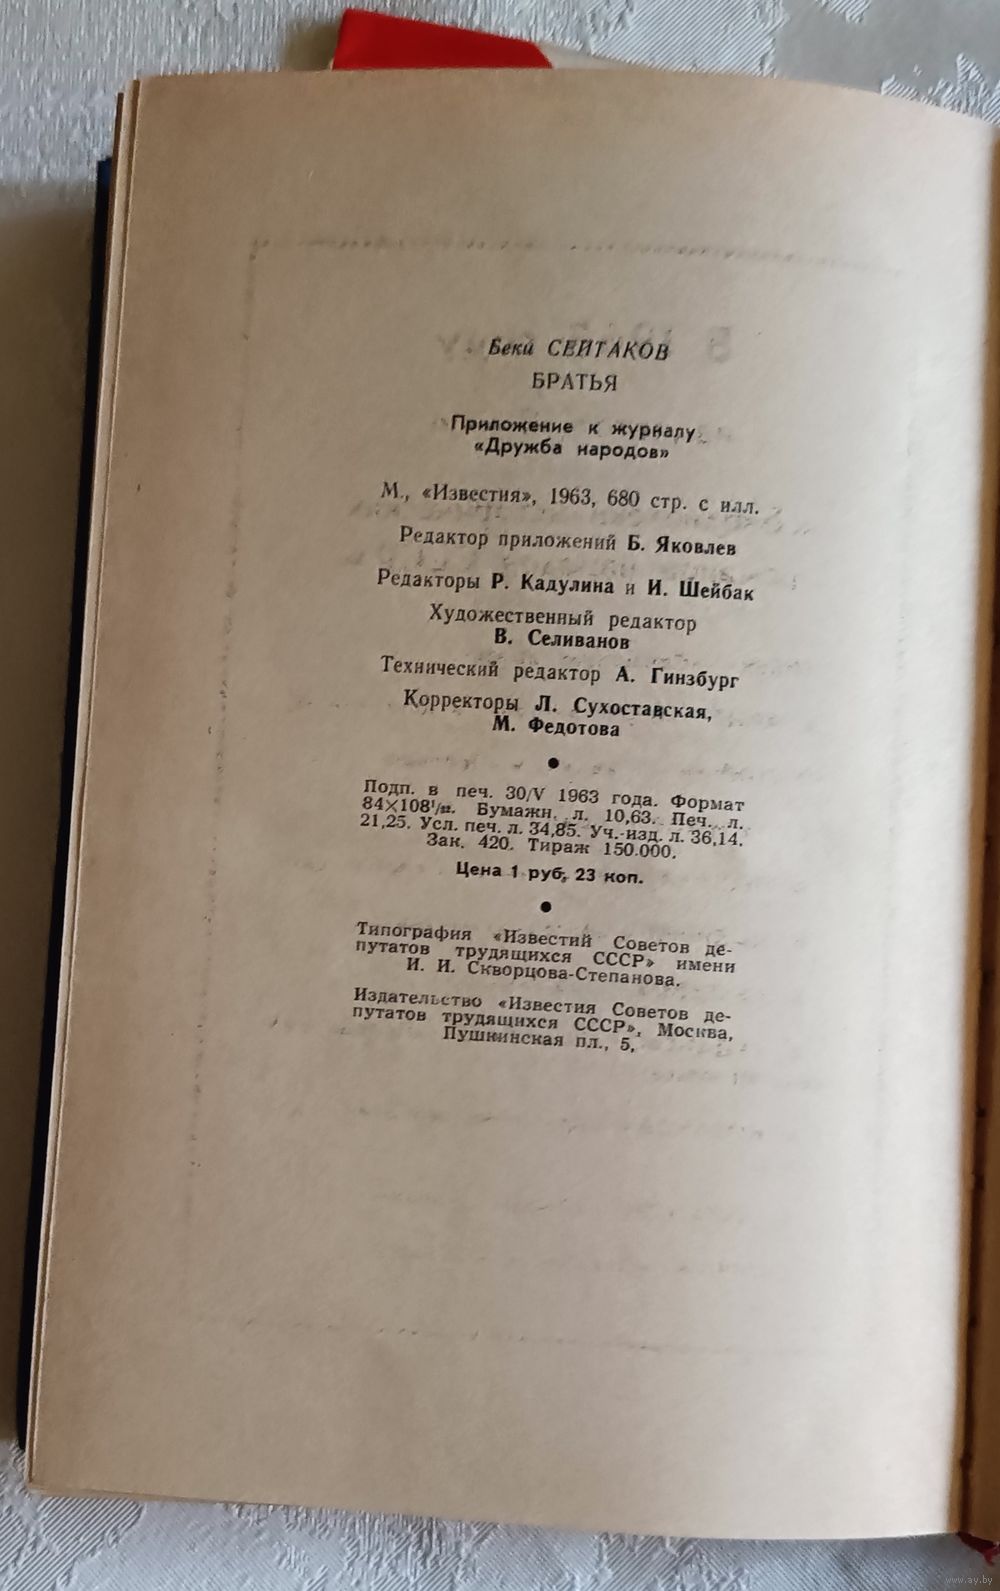 Беки СЕЙТАКОВ
БРАТЬЯ
Приложение к журналу
«Дружба народов»
М., «Известия», 1963, 680 стр. с илл.
Редактор приложений Б. Яковлев
Редакторы Р. Кадулина и И. Шейбак
Художественный редактор
В. Селиванов
Технический редактор А. Гинзбург
Корректоры Л. Сухоставская,
М. Федотова
Подп. в печ. 30/V 1963 года. Формат
84×108¹/₃₂. Бумажн. л. 10,63. Печ. л.
21,25. Усл. печ. л. 34,85. Уч.-изд. л. 36,14.
Зак. 420. Тираж 150.000.
Цена 1 руб. 23 коп.
Типография «Известий Советов де-
путатов трудящихся СССР» имени
И. И. Скворцова-Степанова.
Издательство «Известия Советов де-
путатов трудящихся СССР», Москва,
Пушкинская пл., 5,
www.ay.by